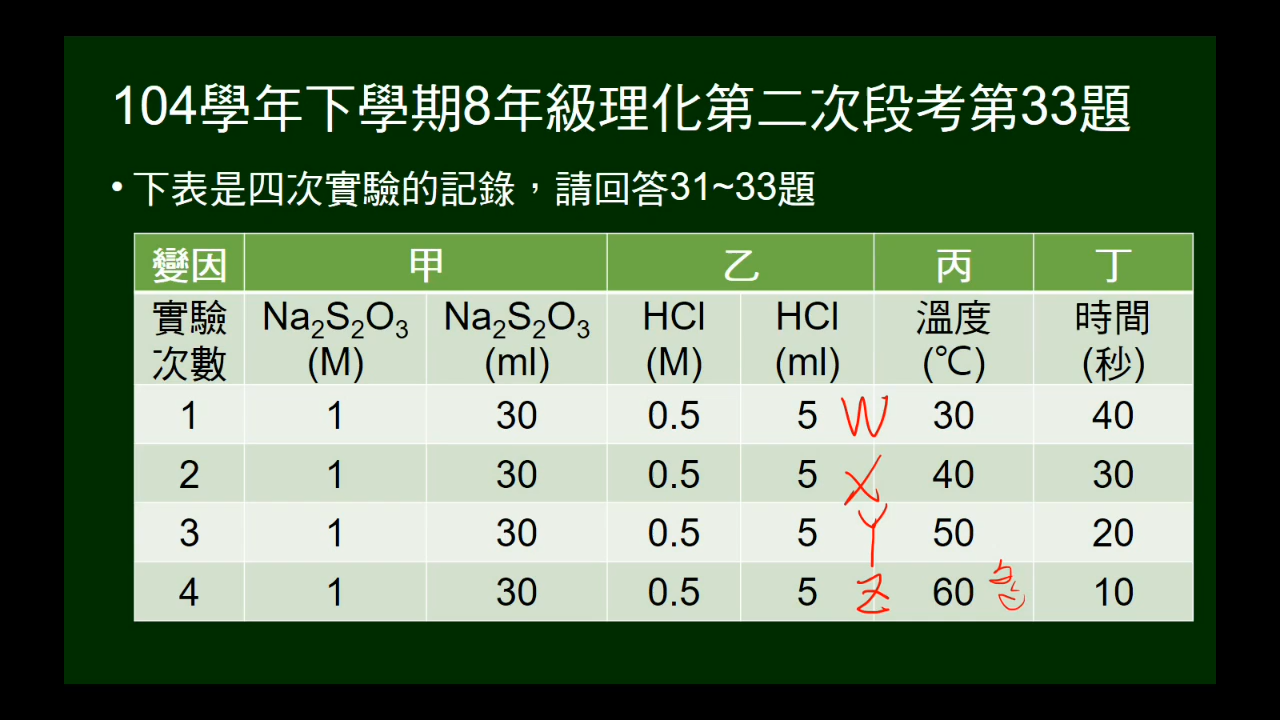 104學年下學期8年級理化第二次段考第33題
• 下表是四次實驗的記錄，請回答31~33題
變因 甲 乙 丙 丁
實驗次數 Na₂S₂O₃ (M) Na₂S₂O₃ (ml) HCl (M) HCl (ml) 溫度 (℃) 時間 (秒)
1 1 30 0.5 5 W 30 40
2 1 30 0.5 5 X 40 30
3 1 30 0.5 5 Y 50 20
4 1 30 0.5 5 Z 60 10